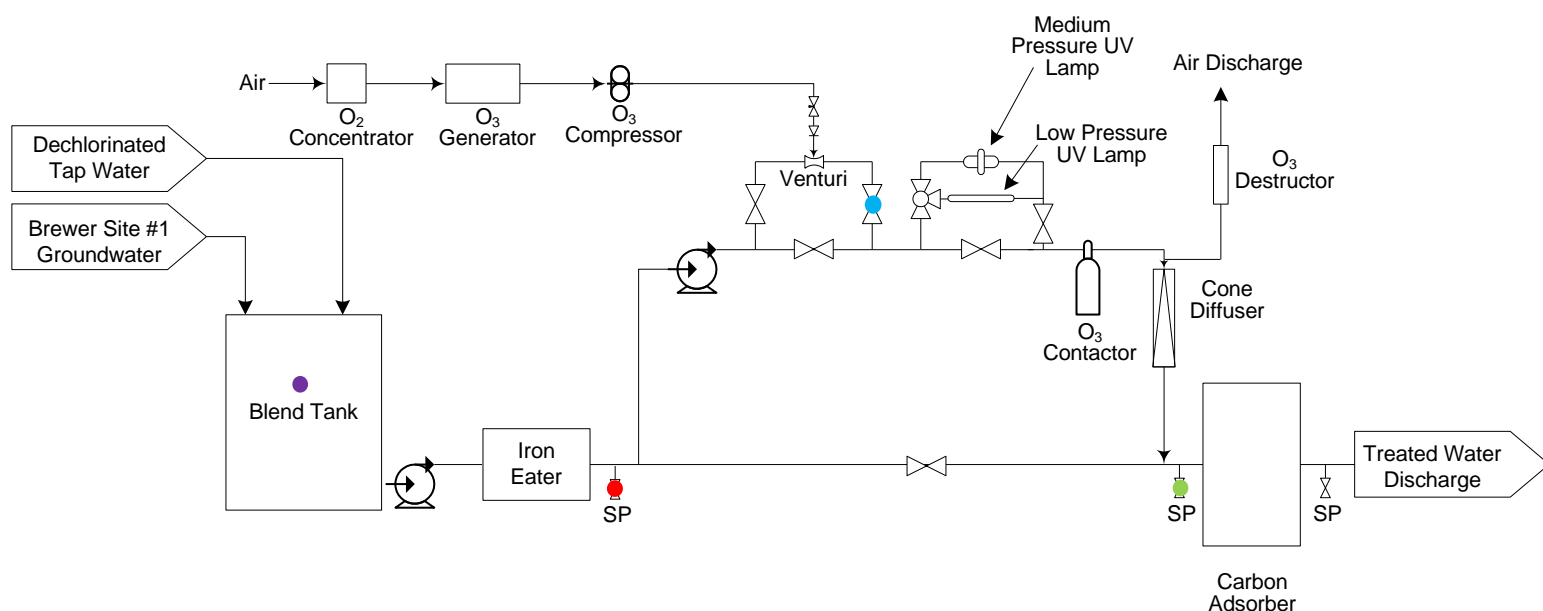 Medium
Pressure UV
Lamp
Air Discharge
Air
O₂
Concentrator
O₃
Generator
O₃
Compressor
Low Pressure
UV Lamp
Dechlorinated
Tap Water
O₃
Destructor
Venturi
Brewer Site #1
Groundwater
Cone
Diffuser
O₃
Contactor
Blend Tank
Iron
Eater
Treated Water
Discharge
SP
SP
SP
Carbon
Adsorber